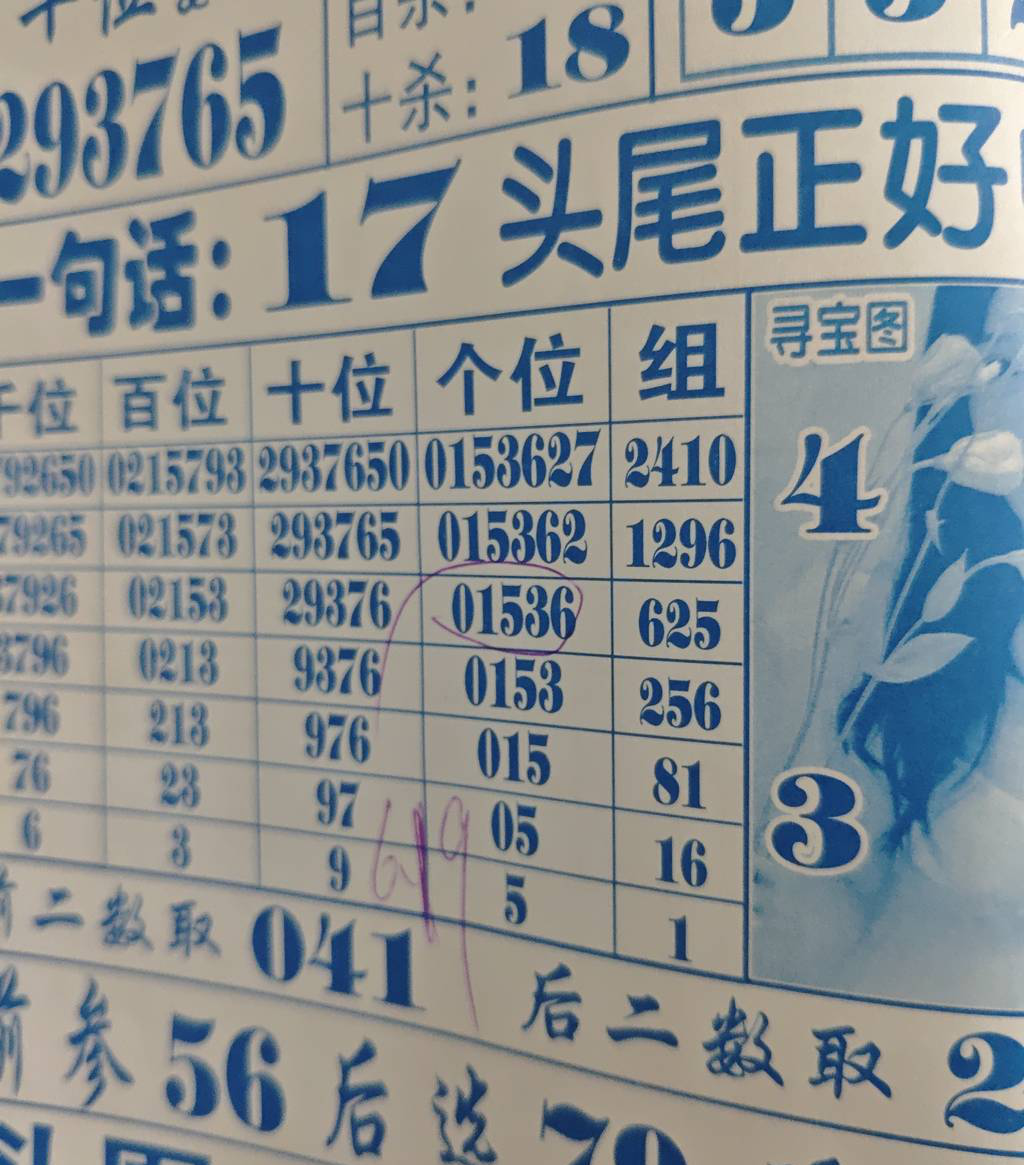 十位
百杀:
293765
十杀: 18
一句话: 17 头尾正好
千位 百位 十位 个位 组
792650 0215793 2937650 0153627 2410
79265 021573 293765 015362 1296
7926 02153 29376 01536 625
3796 0213 9376 0153 256
796 213 976 015 81
76 23 97 05 16
6 3 9 5 1
寻宝图
4
3
619
前二数取 041 后二数取 2
前参 56 后选 79